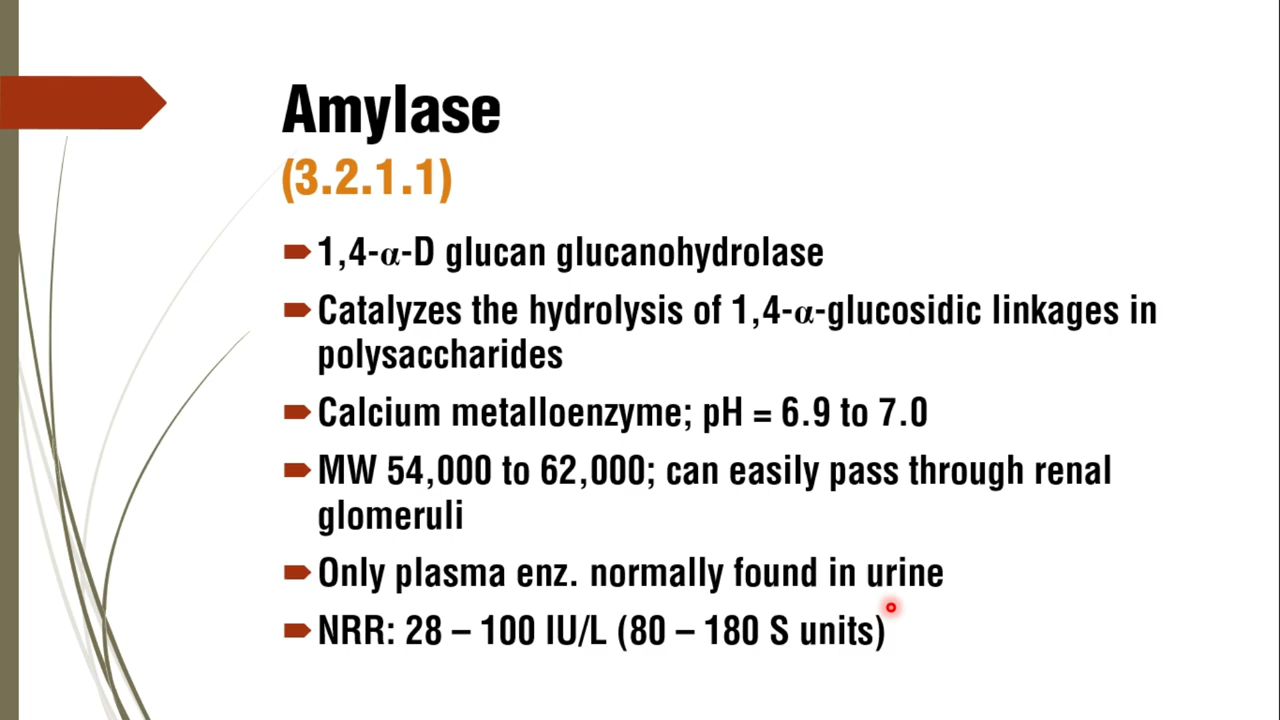 Amylase
(3.2.1.1)
1,4-α-D glucan glucanohydrolase
Catalyzes the hydrolysis of 1,4-α-glucosidic linkages in
polysaccharides
Calcium metalloenzyme; pH = 6.9 to 7.0
MW 54,000 to 62,000; can easily pass through renal
glomeruli
Only plasma enz. normally found in urine
NRR: 28 – 100 IU/L (80 – 180 S units)